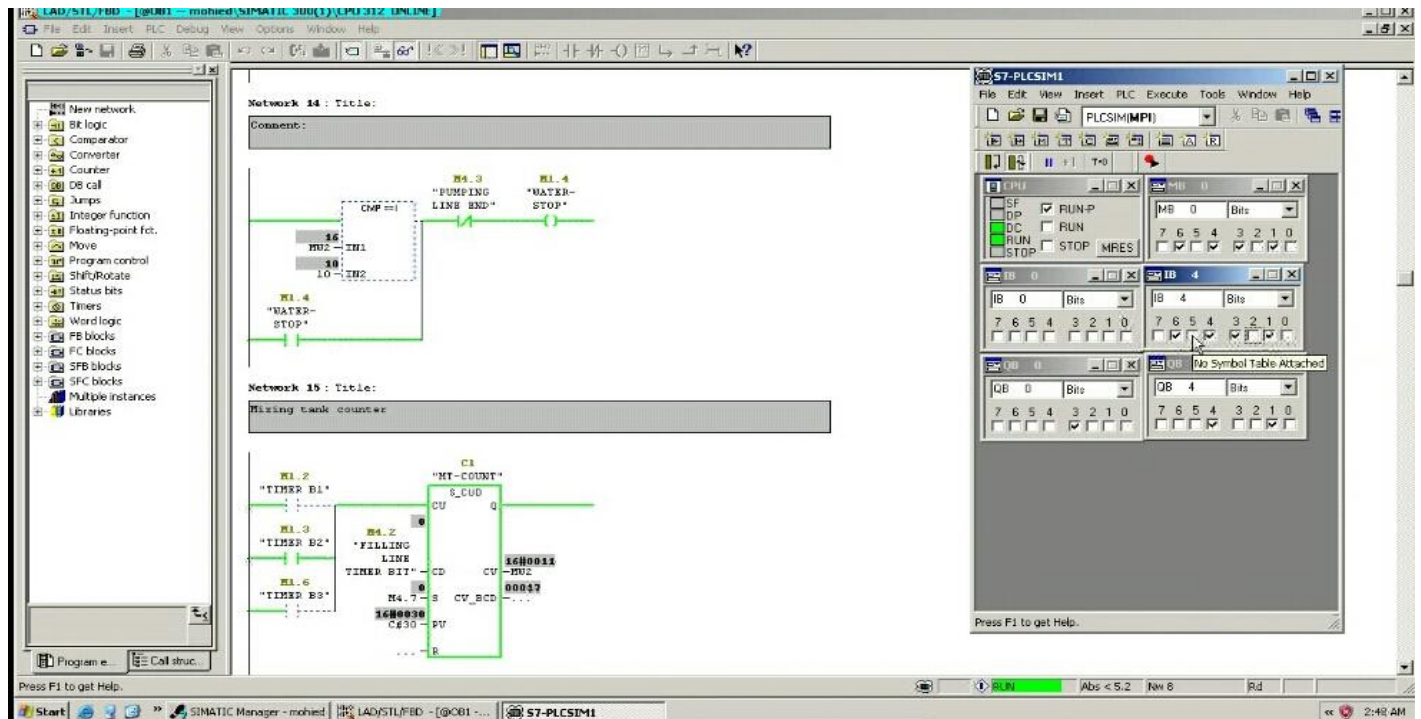 LAD/STL/FBD - [@OB1 -- mohied\SIMATIC 300(1)\CPU 312 ONLINE]
File Edit Insert PLC Debug View Options Window Help
New network
Bit logic
Comparator
Converter
Counter
DB call
Jumps
Integer function
Floating-point fct.
Move
Program control
Shift/Rotate
Status bits
Timers
Word logic
FB blocks
FC blocks
SFB blocks
SFC blocks
Multiple instances
Libraries
Program e...
Call struc...
Network 14 : Title:
Comment:
CMP ==I
M4.3
"PUMPING
LINE END"
M1.4
"WATER-
STOP"
16
MW2 IN1
10
10 IN2
M1.4
"WATER-
STOP"
Network 15 : Title:
Mixing tank counter
M1.2
"TIMER B1"
M1.3
"TIMER B2"
M1.6
"TIMER B3"
C1
"MT-COUNT"
S_CUD
CU Q
0
M4.2
"FILLING
LINE
TIMER BIT" CD
16#0011
CV MW2
0
M4.7 S
CV_BCD ...
16#0030
C#30 PV
... R
S7-PLCSIM1
File Edit View Insert PLC Execute Tools Window Help
PLCSIM(MPI)
+1 T=0
CPU
SF
DP
DC
RUN
STOP
RUN-P
RUN
STOP MRES
MB 0
MB 0 Bits
7 6 5 4 3 2 1 0
IB 0
IB 0 Bits
7 6 5 4 3 2 1 0
IB 4
IB 4 Bits
7 6 5 4 3 2 1 0
No Symbol Table Attached
QB 0
QB 0 Bits
7 6 5 4 3 2 1 0
QB
QB 4 Bits
7 6 5 4 3 2 1 0
Press F1 to get Help.
Press F1 to get Help.
RUN Abs < 5.2 Nw 8 Rd
Start
SIMATIC Manager - mohied
LAD/STL/FBD - [@OB1 -...
S7-PLCSIM1
2:48 AM